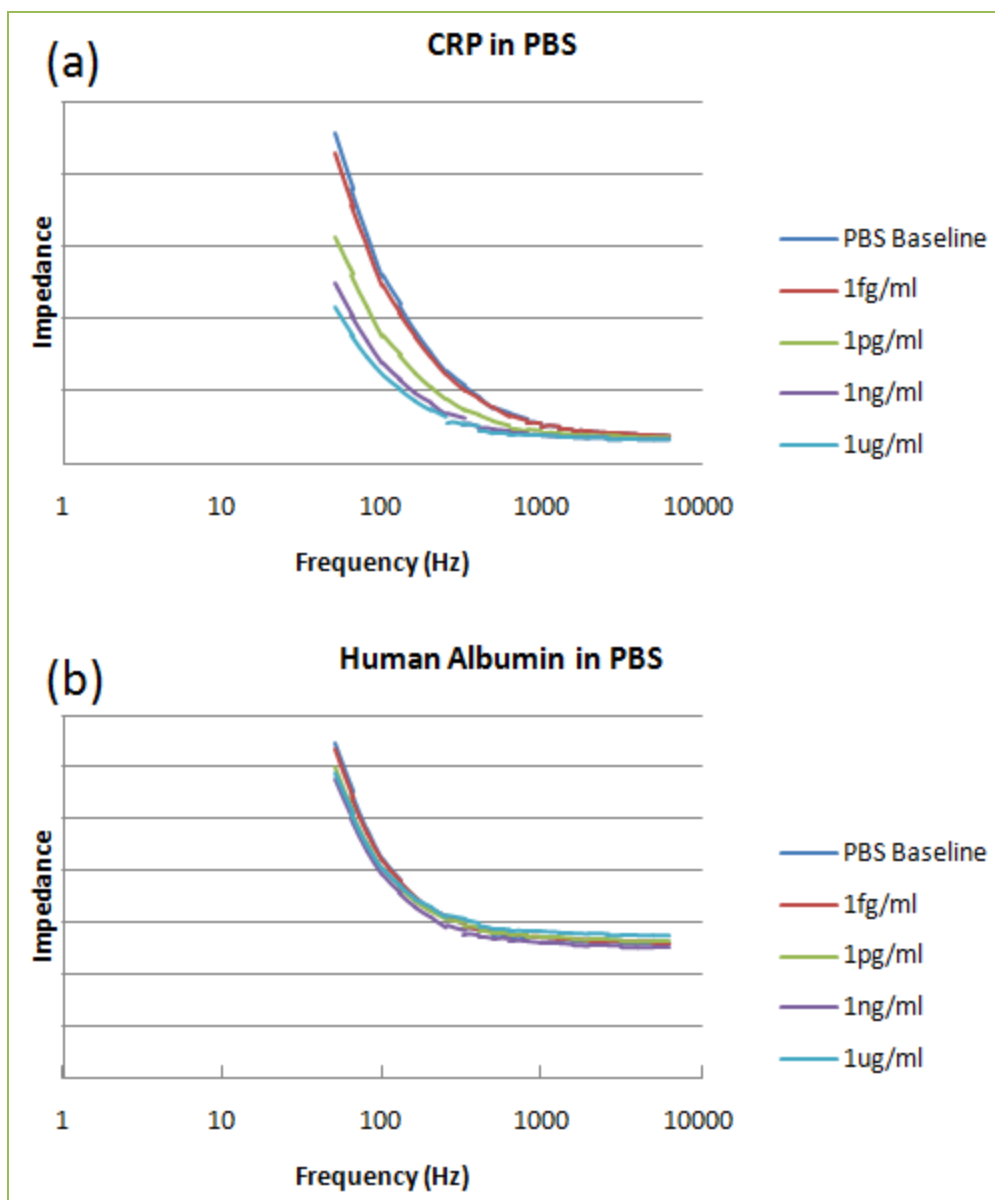 (a)
CRP in PBS
Impedance
PBS Baseline
1fg/ml
1pg/ml
1ng/ml
1ug/ml
1 10 100 1000 10000
Frequency (Hz)
(b)
Human Albumin in PBS
Impedance
PBS Baseline
1fg/ml
1pg/ml
1ng/ml
1ug/ml
1 10 100 1000 10000
Frequency (Hz)